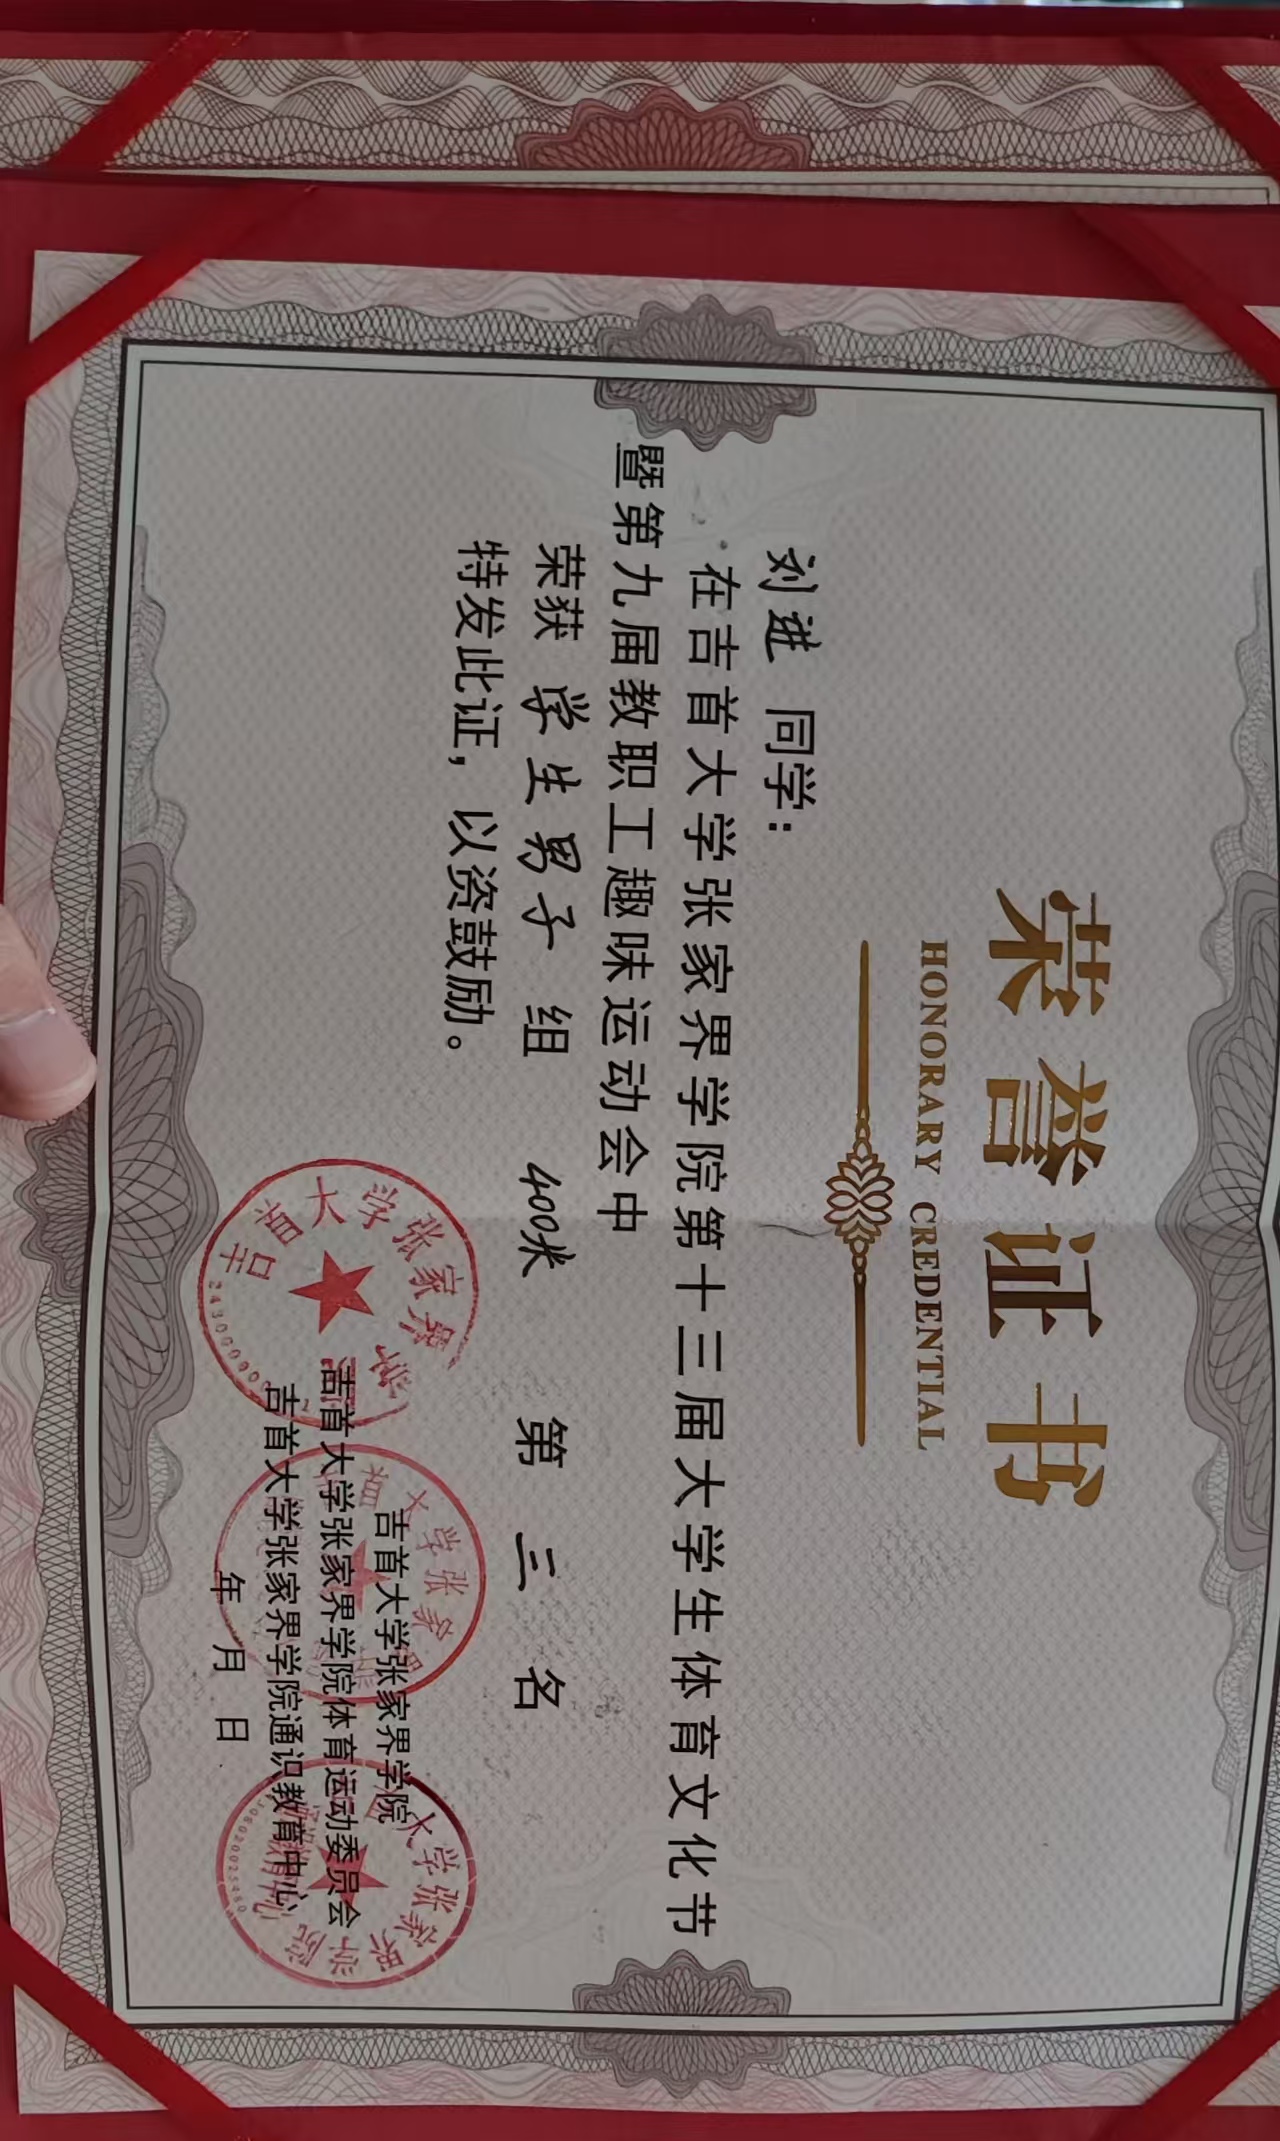 荣誉证书
HONORARY CREDENTIAL
刘进 同学：
在吉首大学张家界学院第十三届大学生体育文化节
暨第九届教职工趣味运动会中
荣获 学生男子 组 400米 第 三 名
特发此证，以资鼓励。
吉首大学张家界学院
吉首大学张家界学院体育运动委员会
吉首大学张家界学院通识教育中心
年 月 日
吉首大学张家界学院
吉首大学张家界学院
大学张家界学院
通识教育中心